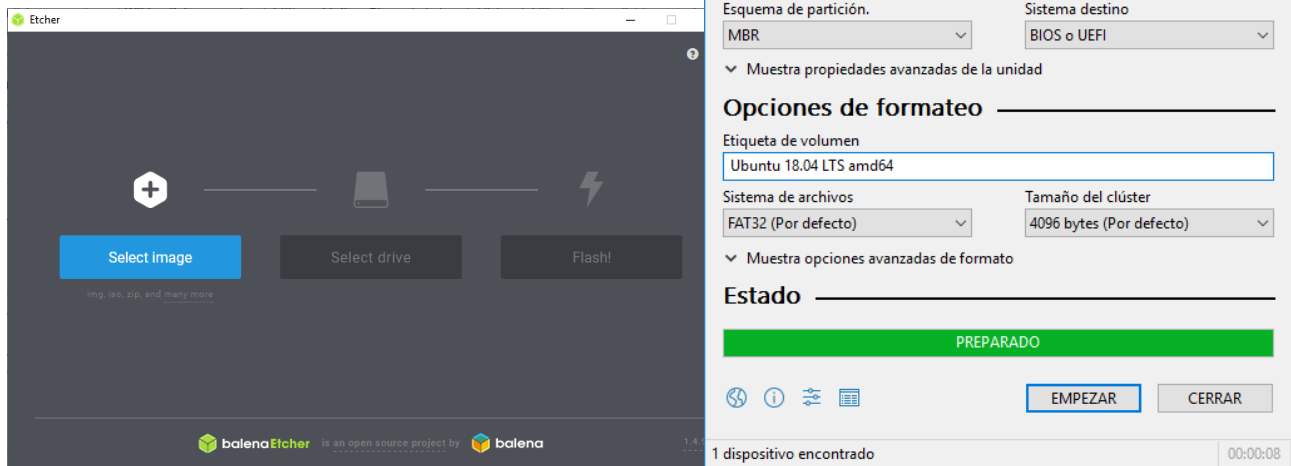 Etcher
Select image
Select drive
Flash!
img, iso, zip, and many more
balenaEtcher is an open source project by balena
1.4.
Esquema de partición.
Sistema destino
MBR
BIOS o UEFI
Muestra propiedades avanzadas de la unidad
Opciones de formateo
Etiqueta de volumen
Ubuntu 18.04 LTS amd64
Sistema de archivos
Tamaño del clúster
FAT32 (Por defecto)
4096 bytes (Por defecto)
Muestra opciones avanzadas de formato
Estado
PREPARADO
EMPEZAR
CERRAR
1 dispositivo encontrado
00:00:08